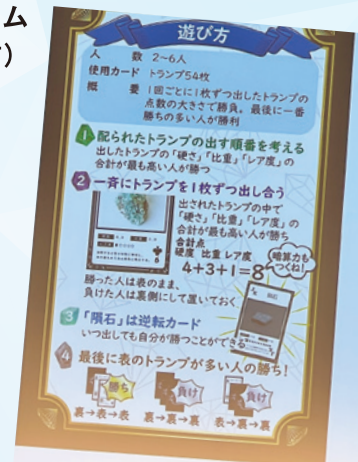 ム
)
遊び方
人　数　2~6人
使用カード　トランプ54枚
概　要　1回ごとに1枚ずつ出したトランプの
点数の大きさで勝負。最後に一番
勝ちの多い人が勝利
1 配られたトランプの出す順番を考える
出したトランプの「硬さ」「比重」「レア度」の
合計が最も高い人が勝つ
2 一斉にトランプを1枚ずつ出し合う
出されたトランプの中で
「硬さ」「比重」「レア度」の
合計が最も高い人が勝ち
合計点
硬度 比重 レア度
4+3+1=8
暗算力も
つくね!
勝った人は表のまま、
負けた人は裏側にして置いておく
3 「隕石」は逆転カード
いつ出しても自分が勝つことができる
4 最後に表のトランプが多い人の勝ち!
勝ち
負け
負け
裏→表→表
裏→裏→裏
表→裏→裏